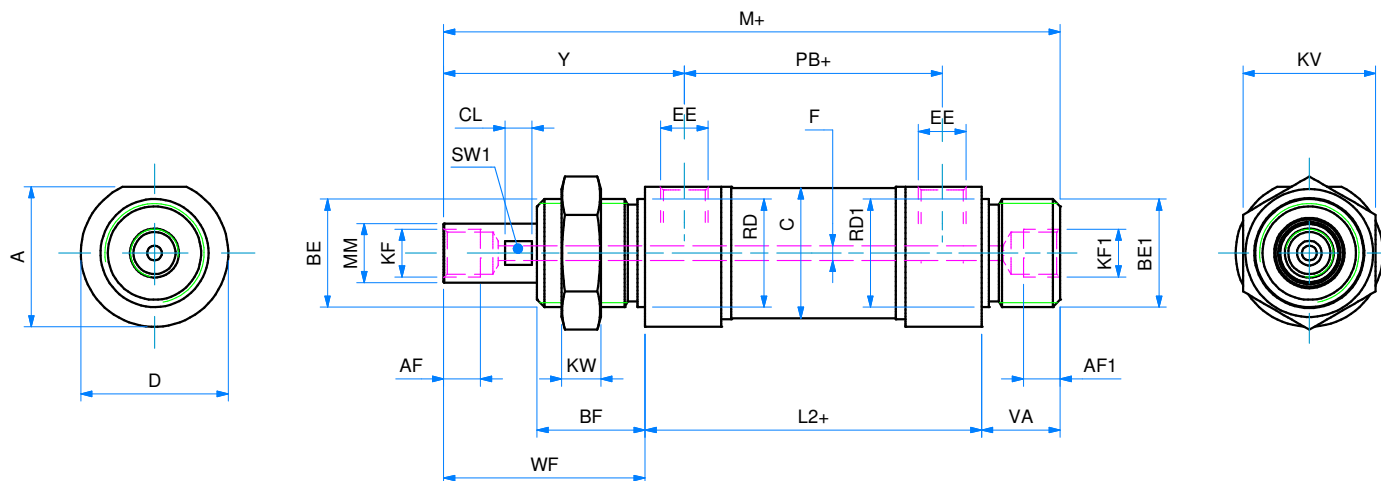 M+
Y
PB+
KV
CL
EE
F
EE
SW1
A
BE
MM
KF
RD
C
RD1
KF1
BE1
AF
KW
AF1
D
BF
L2+
VA
WF